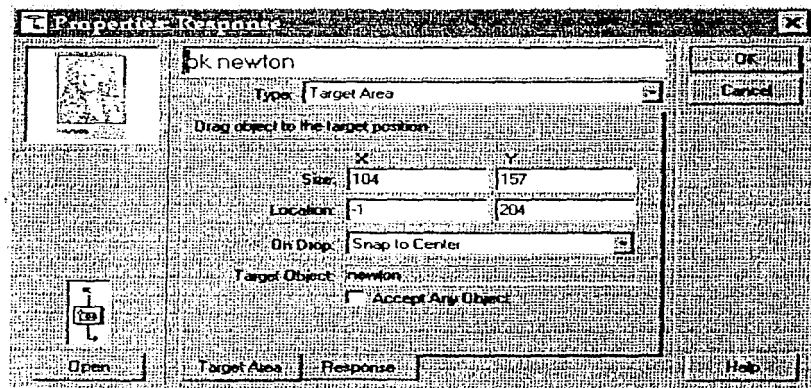 Properties - Response
ok newton
OK
Type: Target Area
Cancel
Drag object to the target position
X Y
Size: 104 157
Location: -1 204
On Drop: Snap to Center
Target Object: newton
Accept Any Object
Open
Target Area Response
Help